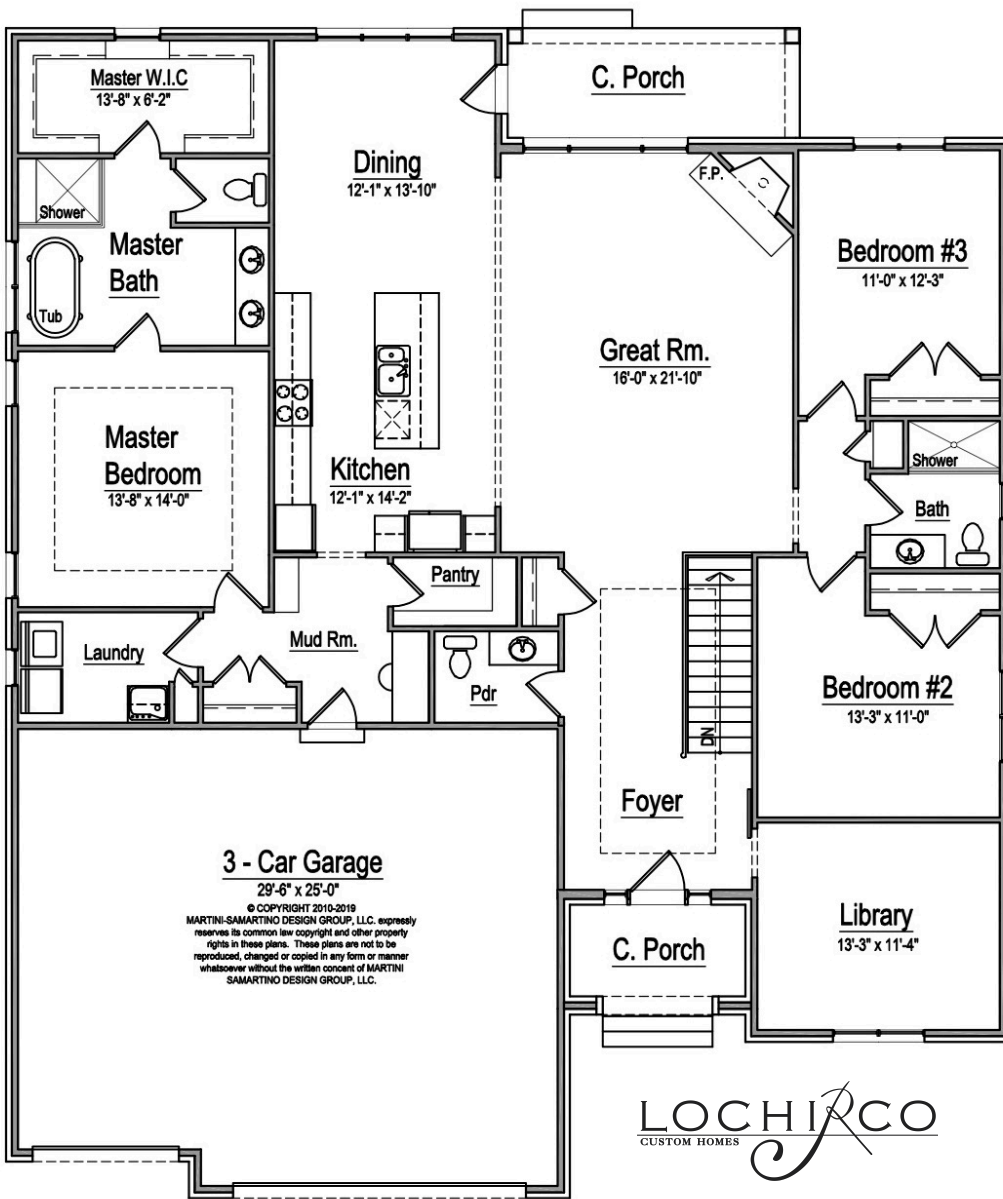 Master W.I.C
13'-8" x 6'-2"
C. Porch
Dining
12'-1" x 13'-10"
F.P.
Shower
Master
Bath
Tub
Bedroom #3
11'-0" x 12'-3"
Great Rm.
16'-0" x 21'-10"
Master
Bedroom
13'-8" x 14'-0"
Kitchen
12'-1" x 14'-2"
Shower
Bath
Pantry
Laundry
Mud Rm.
Pdr
Bedroom #2
13'-3" x 11'-0"
DN
Foyer
3 - Car Garage
29'-6" x 25'-0"
© COPYRIGHT 2010-2019
MARTINI-SAMARTINO DESIGN GROUP, LLC. expressly
reserves its common law copyright and other property
rights in these plans. These plans are not to be
reproduced, changed or copied in any form or manner
whatsoever without the written concent of MARTINI
SAMARTINO DESIGN GROUP, LLC.
C. Porch
Library
13'-3" x 11'-4"
LOCHIRCO
CUSTOM HOMES